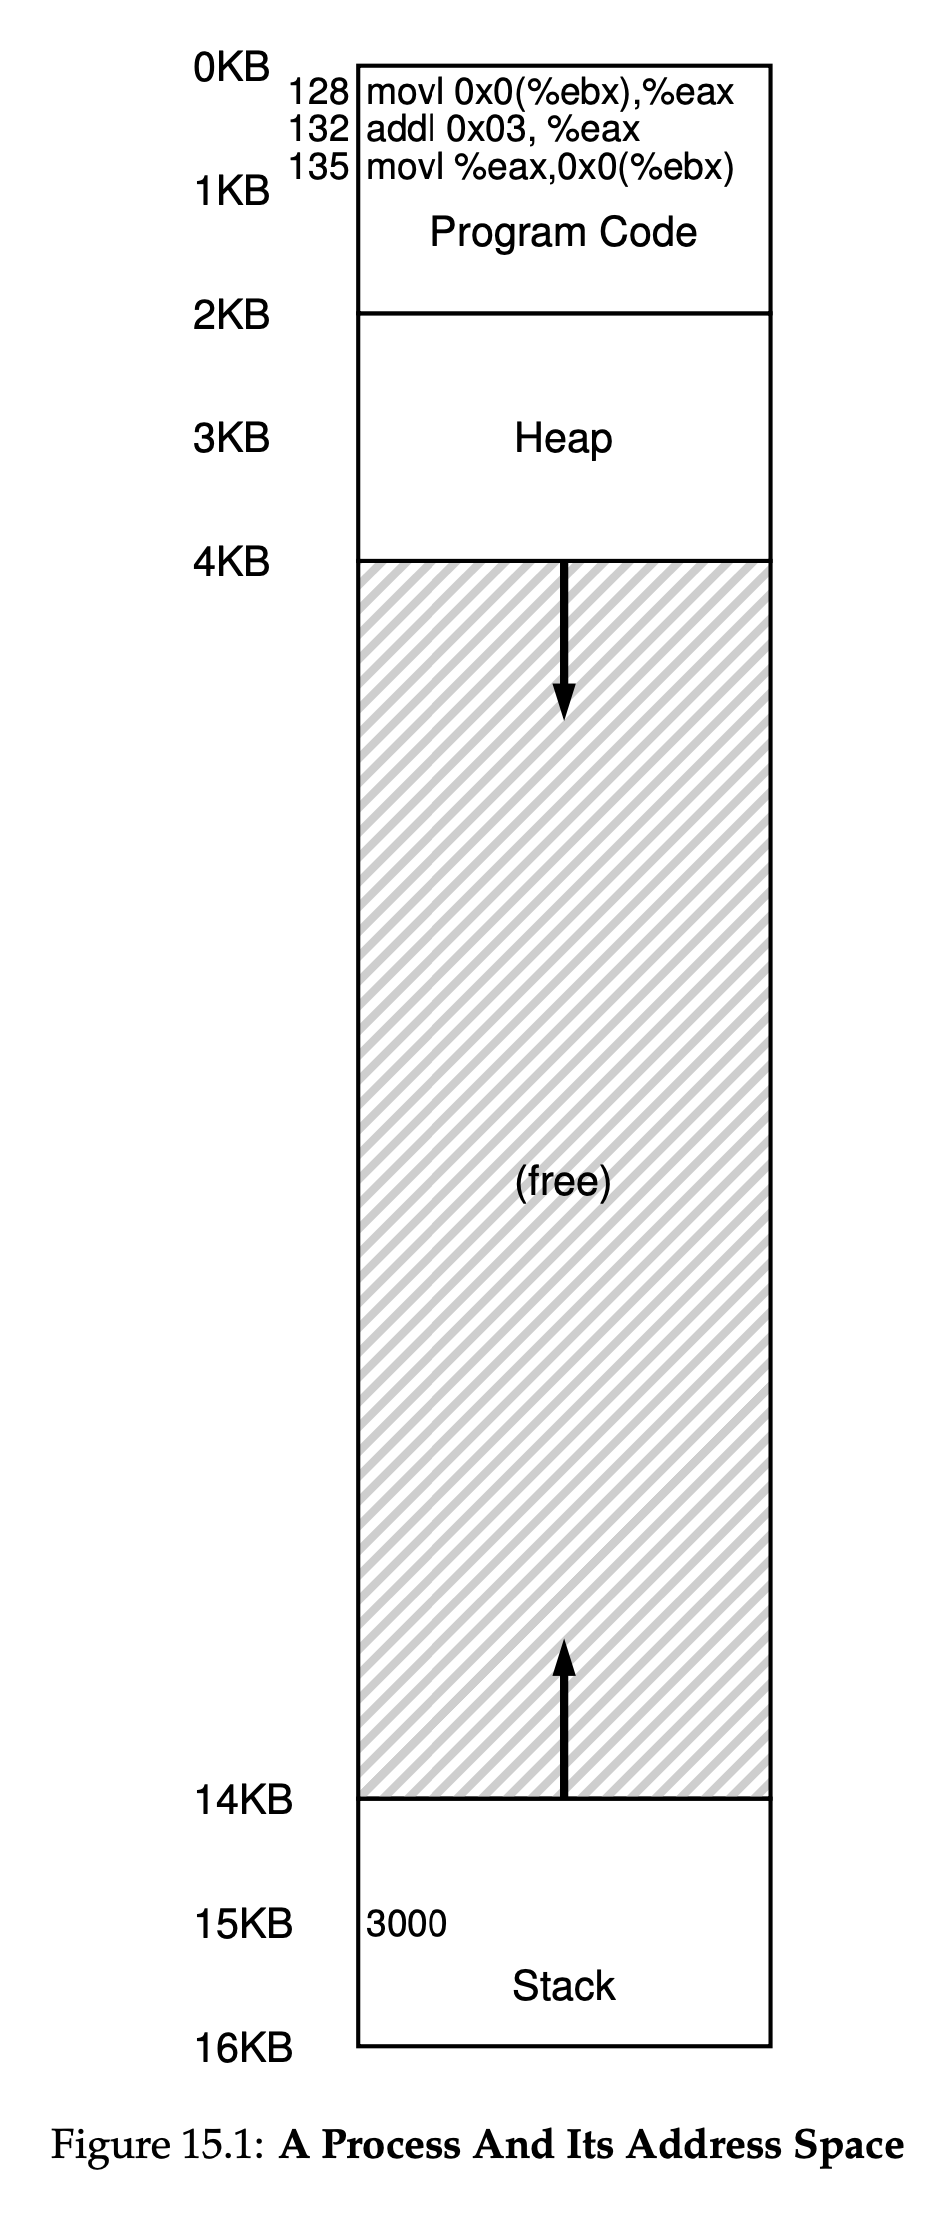 0KB
128 movl 0x0(%ebx),%eax
132 addl 0x03, %eax
135 movl %eax,0x0(%ebx)
1KB
Program Code
2KB
3KB Heap
4KB
(free)
14KB
15KB 3000
Stack
16KB
Figure 15.1: A Process And Its Address Space